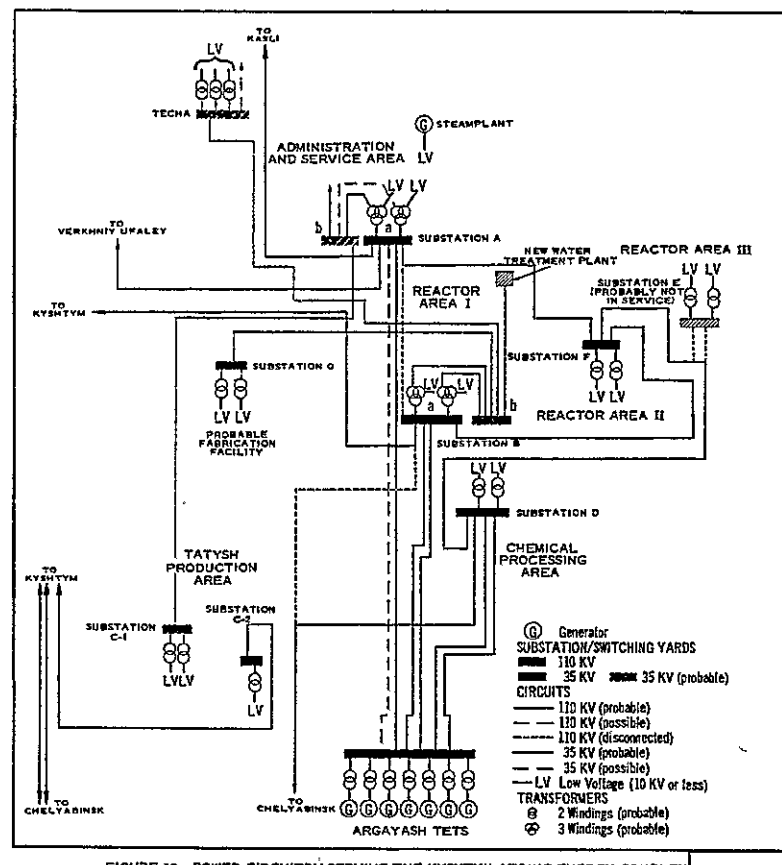 TO
KASLI
LV
TECHA
G STEAMPLANT
LV
ADMINISTRATION
AND SERVICE AREA
LV LV
b
a
SUBSTATION A
TO
VERKHNIY UFALEY
NEW WATER
TREATMENT PLANT
REACTOR AREA III
LV LV
SUBSTATION E
(PROBABLY NOT
IN SERVICE)
REACTOR
AREA I
TO
KYSHTYM
SUBSTATION G
LV LV
PROBABLE
FABRICATION
FACILITY
SUBSTATION F
LV LV
REACTOR AREA II
LV LV
a
b
SUBSTATION B
LV LV
SUBSTATION D
CHEMICAL
PROCESSING
AREA
TATYSH
PRODUCTION
AREA
TO
KYSHTYM
SUBSTATION
C-1
LV LV
SUBSTATION
C-2
LV
TO
CHELYABINSK
TO
CHELYABINSK
G G G G G G G
ARGAYASH TETS
G Generator
SUBSTATION/SWITCHING YARDS
110 KV
35 KV 35 KV (probable)
CIRCUITS
110 KV (probable)
110 KV (possible)
110 KV (disconnected)
35 KV (probable)
35 KV (possible)
LV Low Voltage (10 KV or less)
TRANSFORMERS
2 Windings (probable)
3 Windings (probable)